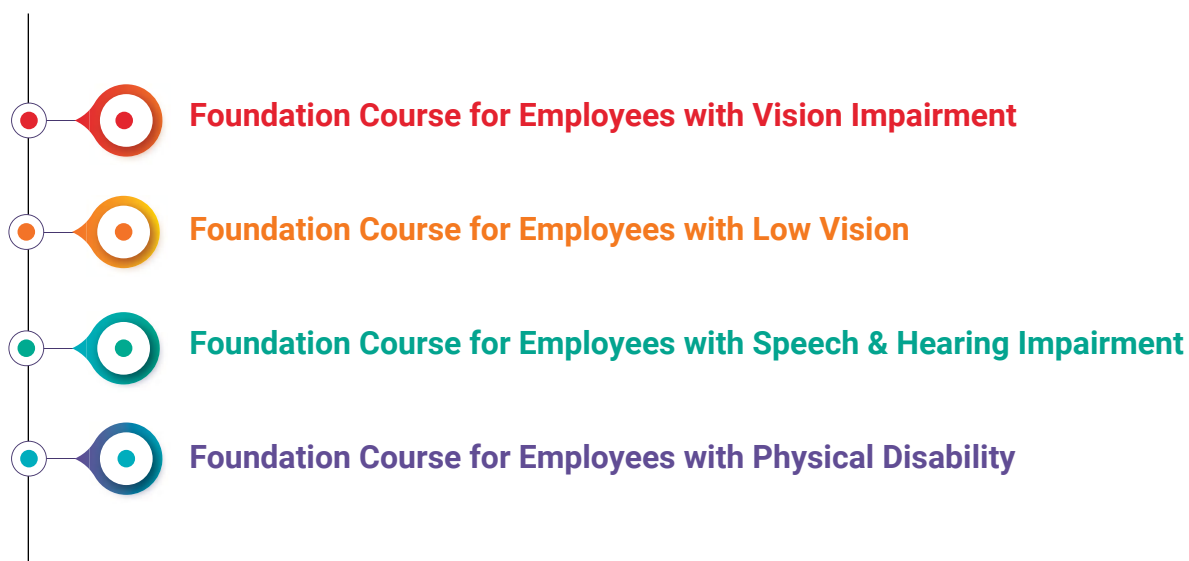 Foundation Course for Employees with Vision Impairment
Foundation Course for Employees with Low Vision
Foundation Course for Employees with Speech & Hearing Impairment
Foundation Course for Employees with Physical Disability